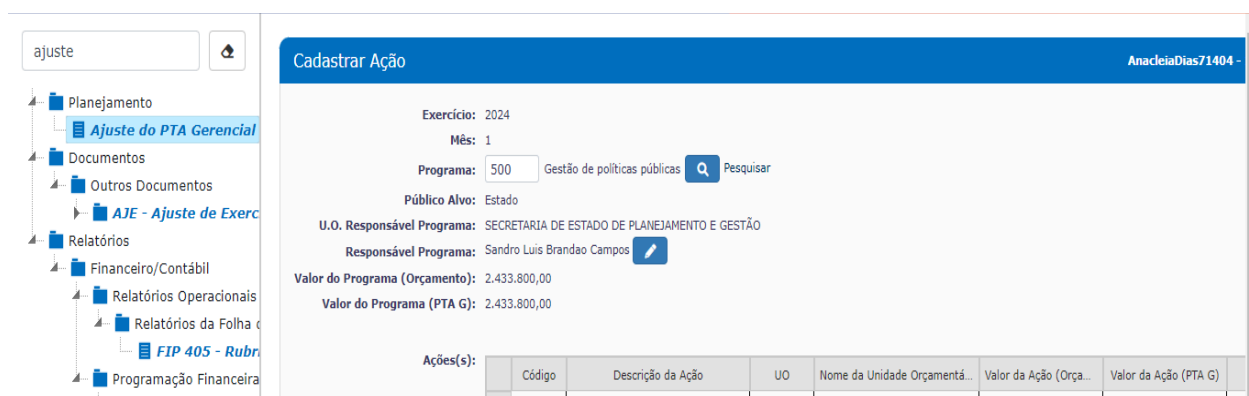 ajuste
Planejamento
Ajuste do PTA Gerencial
Documentos
Outros Documentos
AJE - Ajuste de Exerc
Relatórios
Financeiro/Contábil
Relatórios Operacionais
Relatórios da Folha
FIP 405 - Rubr
Programação Financeira
Cadastrar Ação
AnacleiaDias71404 -
Exercício: 2024
Mês: 1
Programa: 500 Gestão de políticas públicas Pesquisar
Público Alvo: Estado
U.O. Responsável Programa: SECRETARIA DE ESTADO DE PLANEJAMENTO E GESTÃO
Responsável Programa: Sandro Luis Brandao Campos
Valor do Programa (Orçamento): 2.433.800,00
Valor do Programa (PTA G): 2.433.800,00
Ações(s):
Código Descrição da Ação UO Nome da Unidade Orçamentá... Valor da Ação (Orça... Valor da Ação (PTA G)